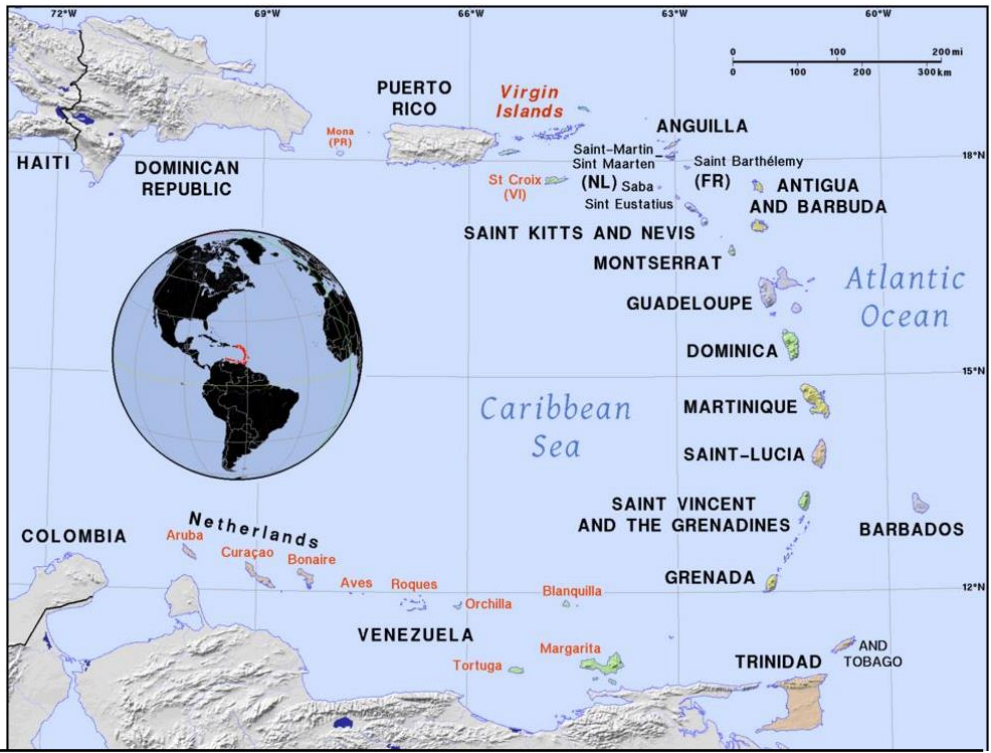 72°W
69°W
66°W
63°W
60°W
0 100 200 mi
0 100 200 300 km
PUERTO
RICO
Virgin
Islands
ANGUILLA
Mona
(PR)
Saint-Martin
Sint Maarten
18°N
HAITI
DOMINICAN
REPUBLIC
St Croix
(VI)
(NL)
Saba
Saint Barthélemy
(FR)
Sint Eustatius
ANTIGUA
AND BARBUDA
SAINT KITTS AND NEVIS
MONTSERRAT
GUADELOUPE
Atlantic
Ocean
DOMINICA
15°N
Caribbean
Sea
MARTINIQUE
SAINT-LUCIA
SAINT VINCENT
AND THE GRENADINES
BARBADOS
COLOMBIA
Netherlands
Aruba
Curaçao
Bonaire
Aves
Roques
Orchilla
Blanquilla
GRENADA
12°N
VENEZUELA
Tortuga
Margarita
TRINIDAD
AND
TOBAGO